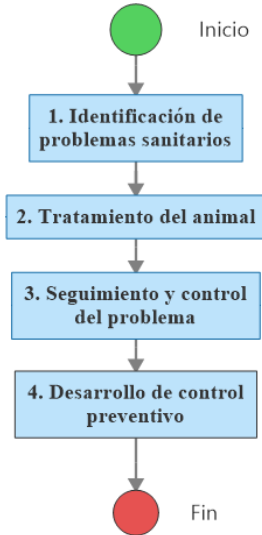 Inicio
1. Identificación de
problemas sanitarios
2. Tratamiento del animal
3. Seguimiento y control
del problema
4. Desarrollo de control
preventivo
Fin